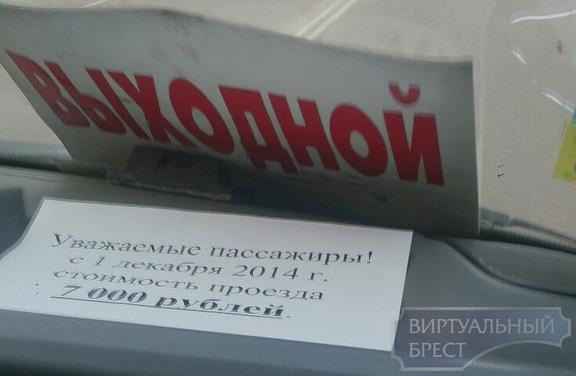 ВЫХОДНОЙ
Уважаемые пассажиры!
с 1 декабря 2014 г.
стоимость проезда
7 000 рублей.
ВИРТУАЛЬНЫЙ
БРЕСТ